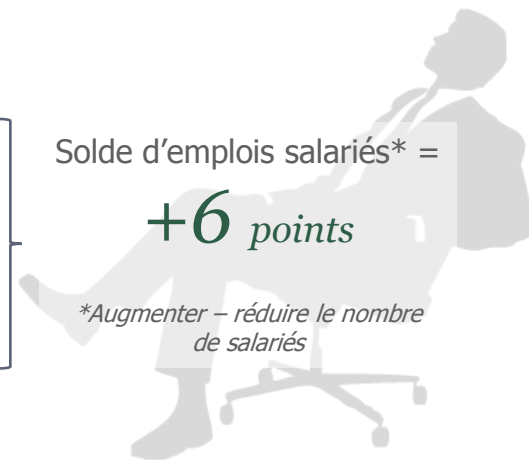 Solde d’emplois salariés* =
+6 points
*Augmenter – réduire le nombre
de salariés